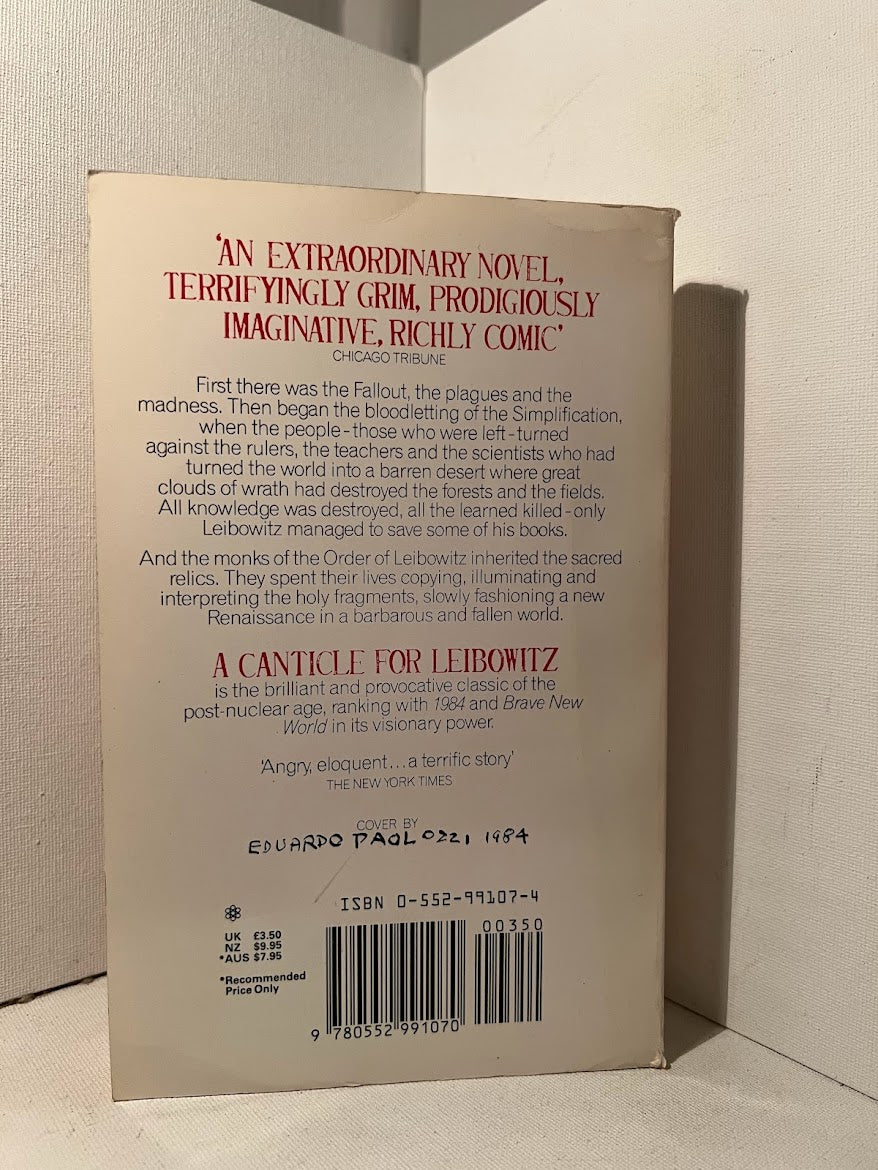 ‘AN EXTRAORDINARY NOVEL,
TERRIFYINGLY GRIM, PRODIGIOUSLY
IMAGINATIVE, RICHLY COMIC’
CHICAGO TRIBUNE
First there was the Fallout, the plagues and the
madness. Then began the bloodletting of the Simplification,
when the people-those who were left-turned
against the rulers, the teachers and the scientists who had
turned the world into a barren desert where great
clouds of wrath had destroyed the forests and the fields.
All knowledge was destroyed, all the learned killed-only
Leibowitz managed to save some of his books.
And the monks of the Order of Leibowitz inherited the sacred
relics. They spent their lives copying, illuminating and
interpreting the holy fragments, slowly fashioning a new
Renaissance in a barbarous and fallen world.
A CANTICLE FOR LEIBOWITZ
is the brilliant and provocative classic of the
post-nuclear age, ranking with 1984 and Brave New
World in its visionary power.
‘Angry, eloquent...a terrific story’
THE NEW YORK TIMES
COVER BY
EDUARDO PAOLOZZI 1984
ISBN 0-552-99107-4
00350
UK £3.50
NZ $9.95
*AUS $7.95
*Recommended
Price Only
9 780552 991070